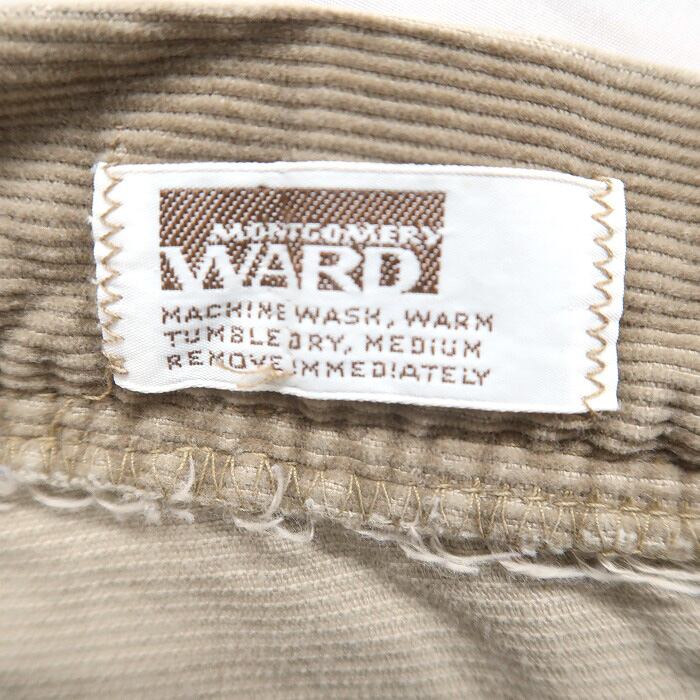 MONTGOMERY
WARD
MACHINE WASH, WARM
TUMBLE DRY, MEDIUM
REMOVE IMMEDIATELY